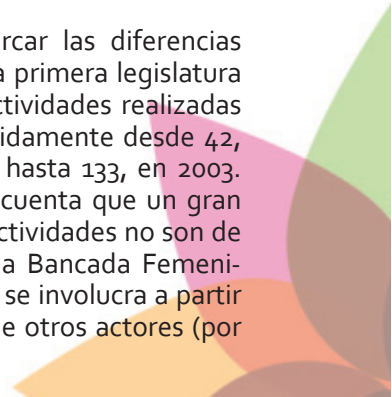 rcar las diferencias
a primera legislatura
ctividades realizadas
idamente desde 42,
hasta 133, en 2003.
cuenta que un gran
ctividades no son de
a Bancada Femeni-
se involucra a partir
e otros actores (por